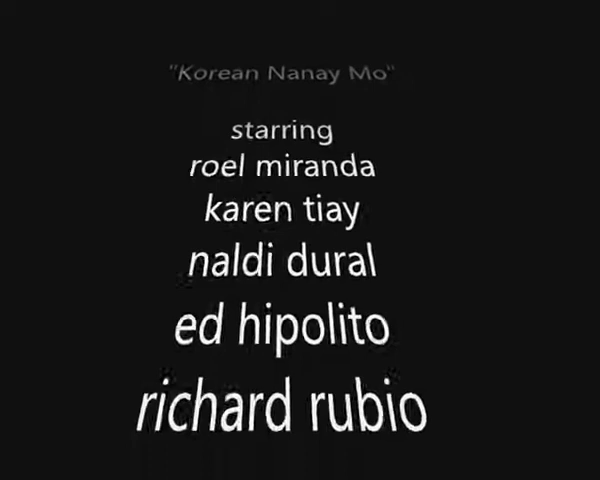 "Korean Nanay Mo"
starring
roel miranda
karen tiay
naldi dural
ed hipolito
richard rubio